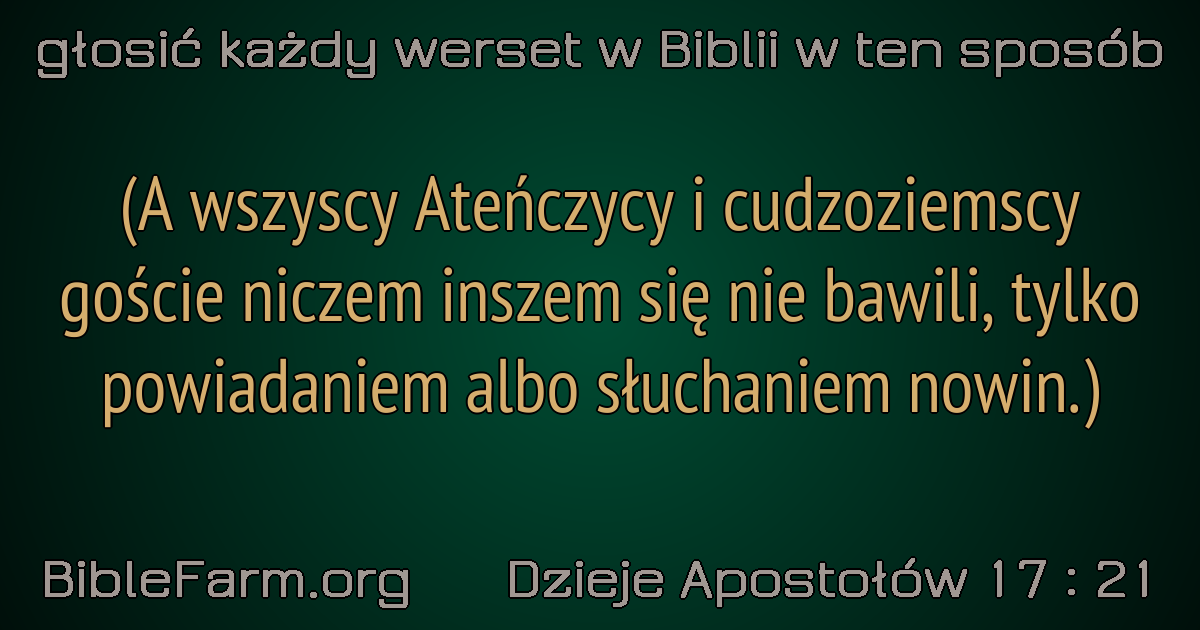 głosić każdy werset w Biblii w ten sposób
(A wszyscy Ateńczycy i cudzoziemscy
goście niczem inszem się nie bawili, tylko
powiadaniem albo słuchaniem nowin.)
BibleFarm.org
Dzieje Apostołów 17 : 21